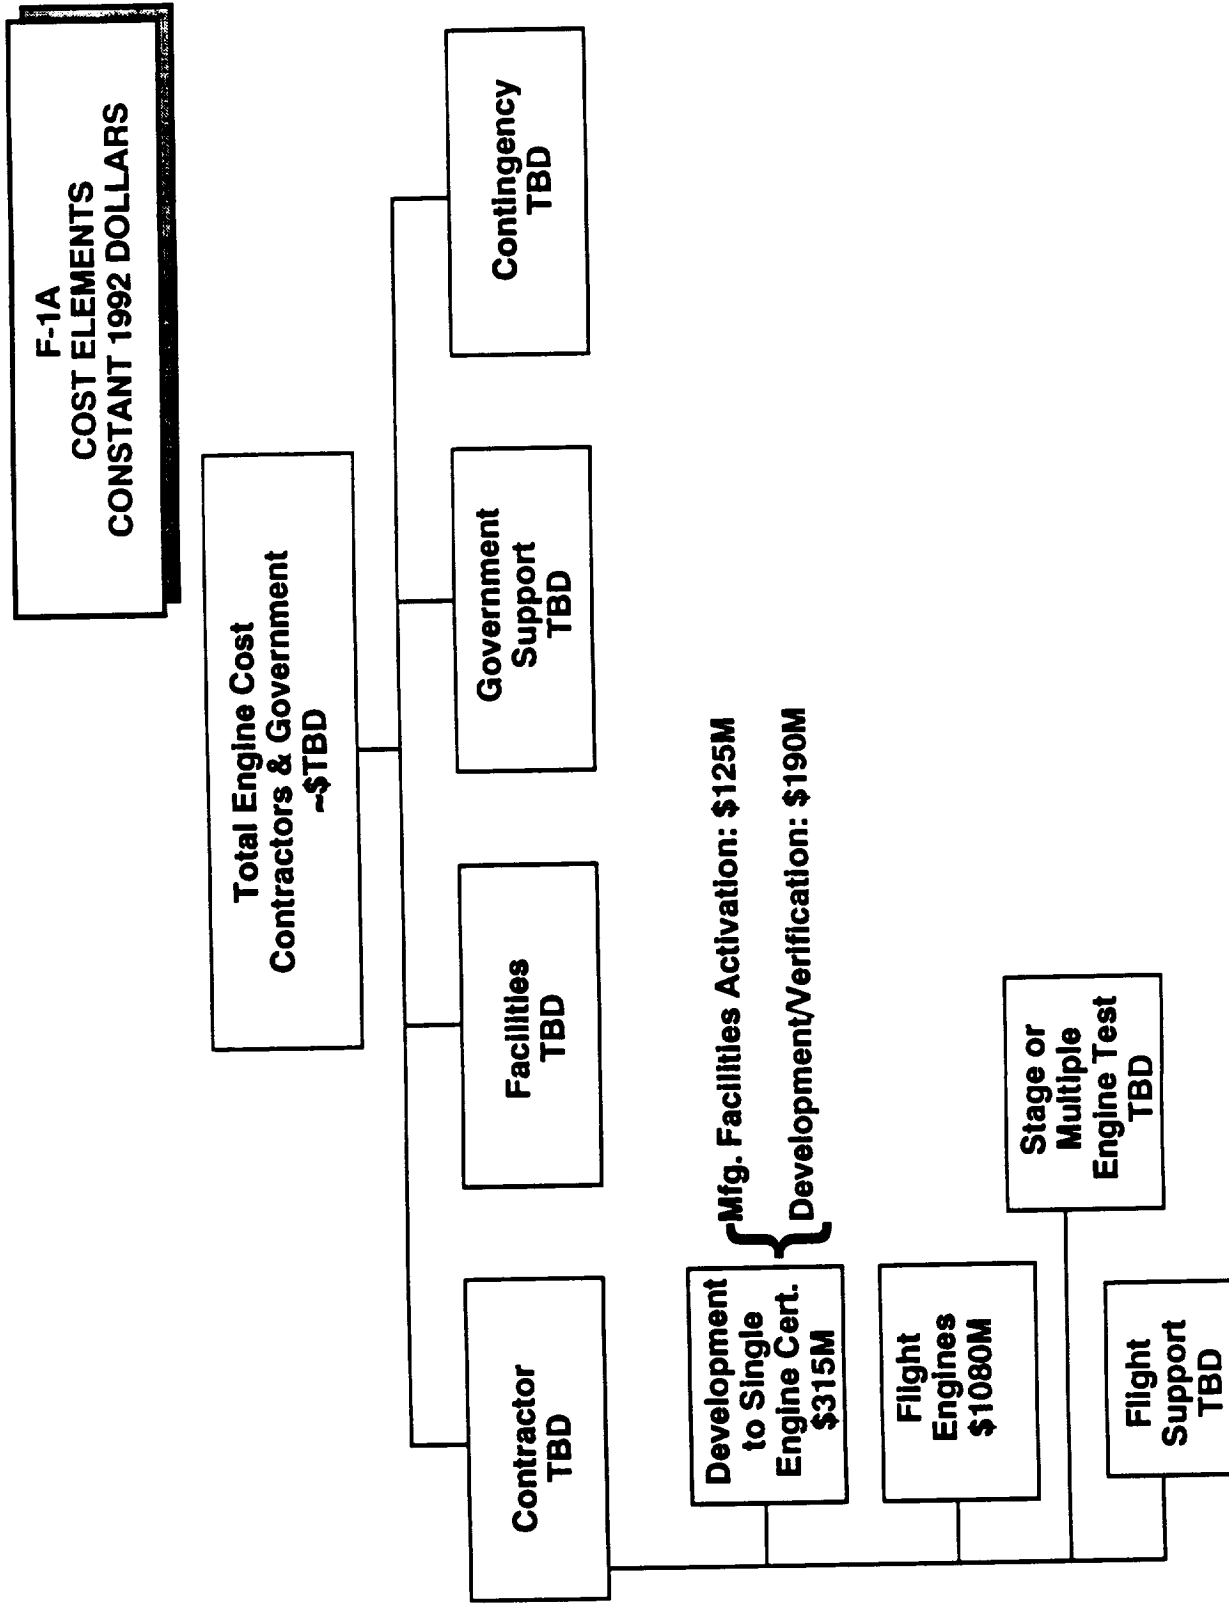 F-1A
COST ELEMENTS
CONSTANT 1992 DOLLARS
Total Engine Cost
Contractors & Government
~$TBD
Contractor
TBD
Facilities
TBD
Government
Support
TBD
Contingency
TBD
Development
to Single
Engine Cert.
$315M
Mfg. Facilities Activation: $125M
Development/Verification: $190M
Flight
Engines
$1080M
Stage or
Multiple
Engine Test
TBD
Flight
Support
TBD